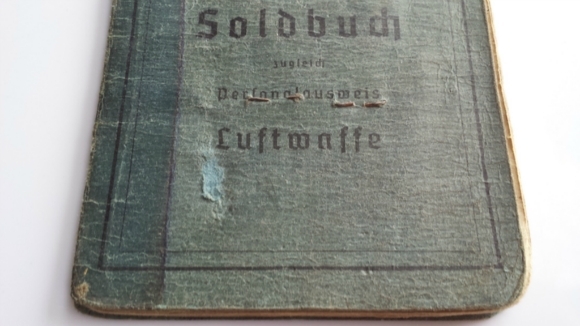 Soldbuch
zugleich
Personalausweis
Luftwaffe